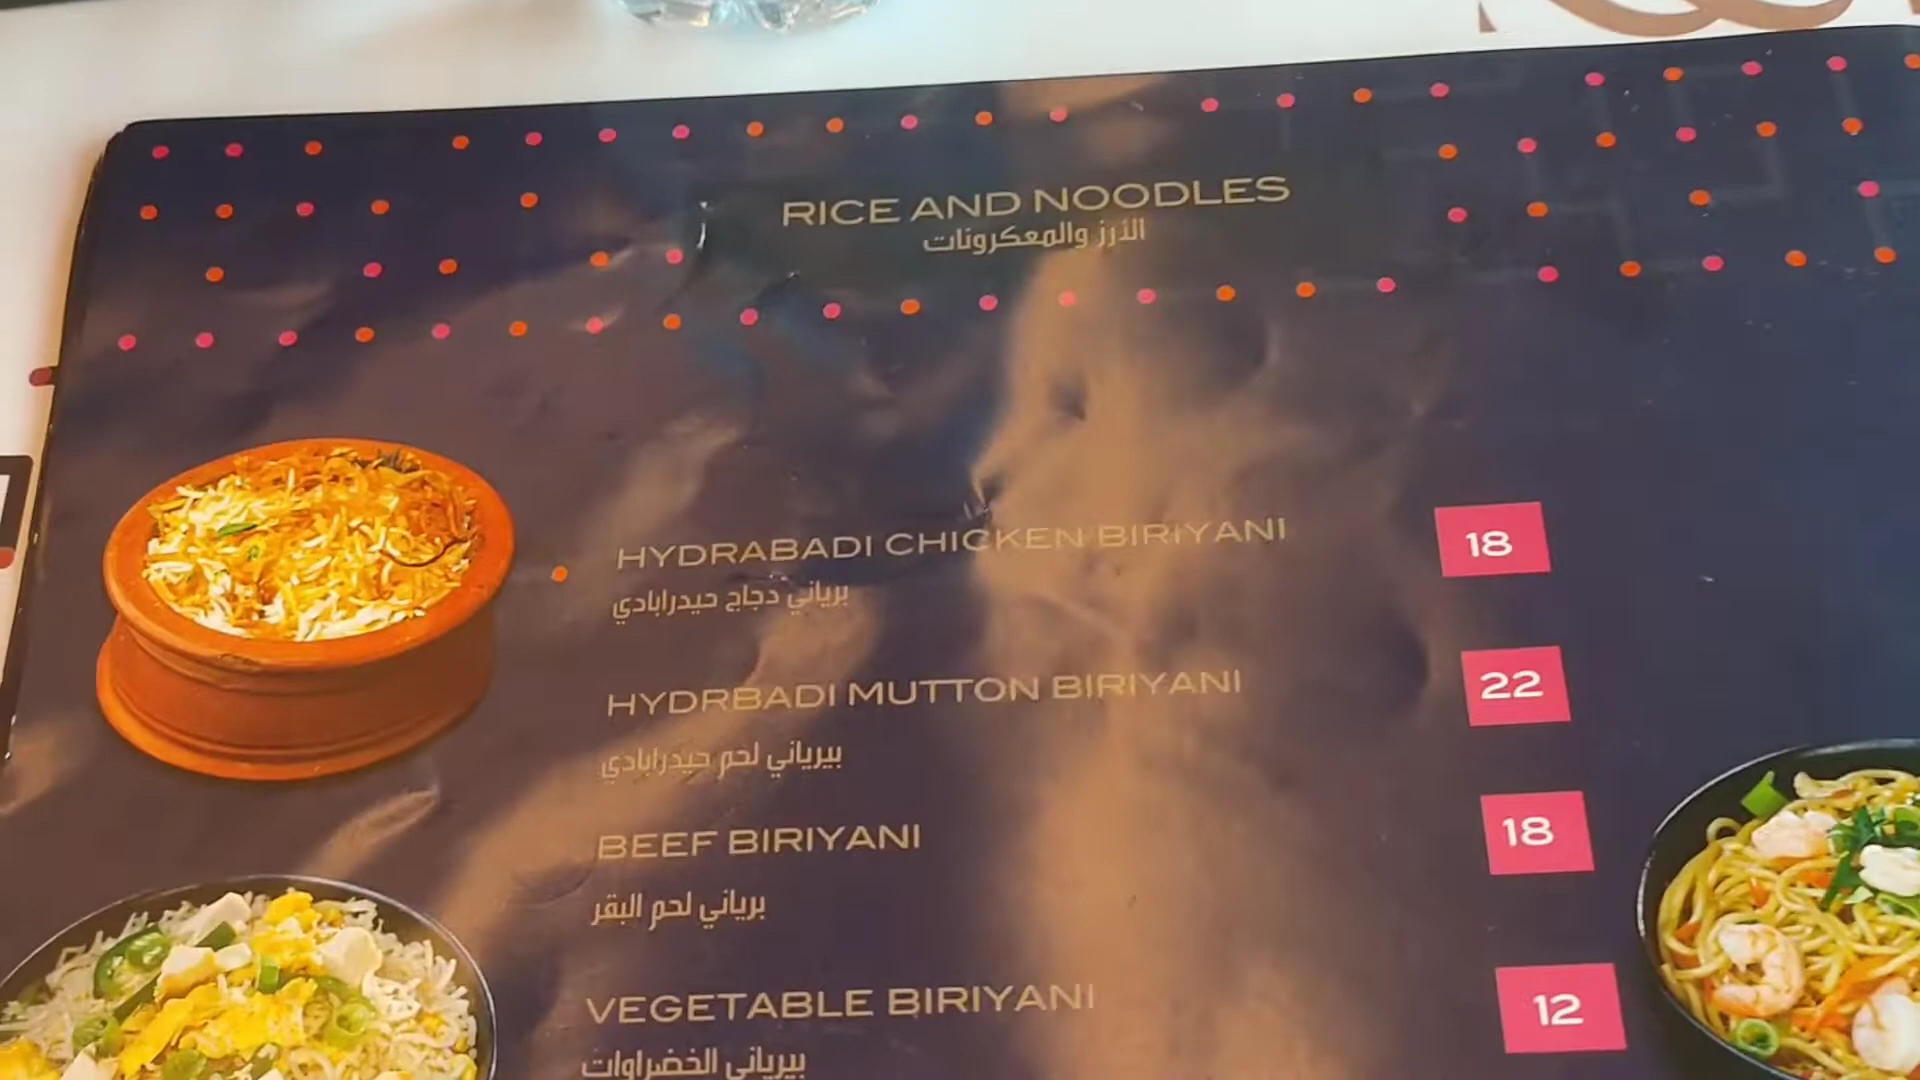 RICE AND NOODLES
الأرز والمعكرونات
HYDRABADI CHICKEN BIRIYANI 18
برياني دجاج حيدرابادي
HYDRBADI MUTTON BIRIYANI 22
بيرياني لحم حيدرابادي
BEEF BIRIYANI 18
برياني لحم البقر
VEGETABLE BIRIYANI 12
بيرياني الخضراوات